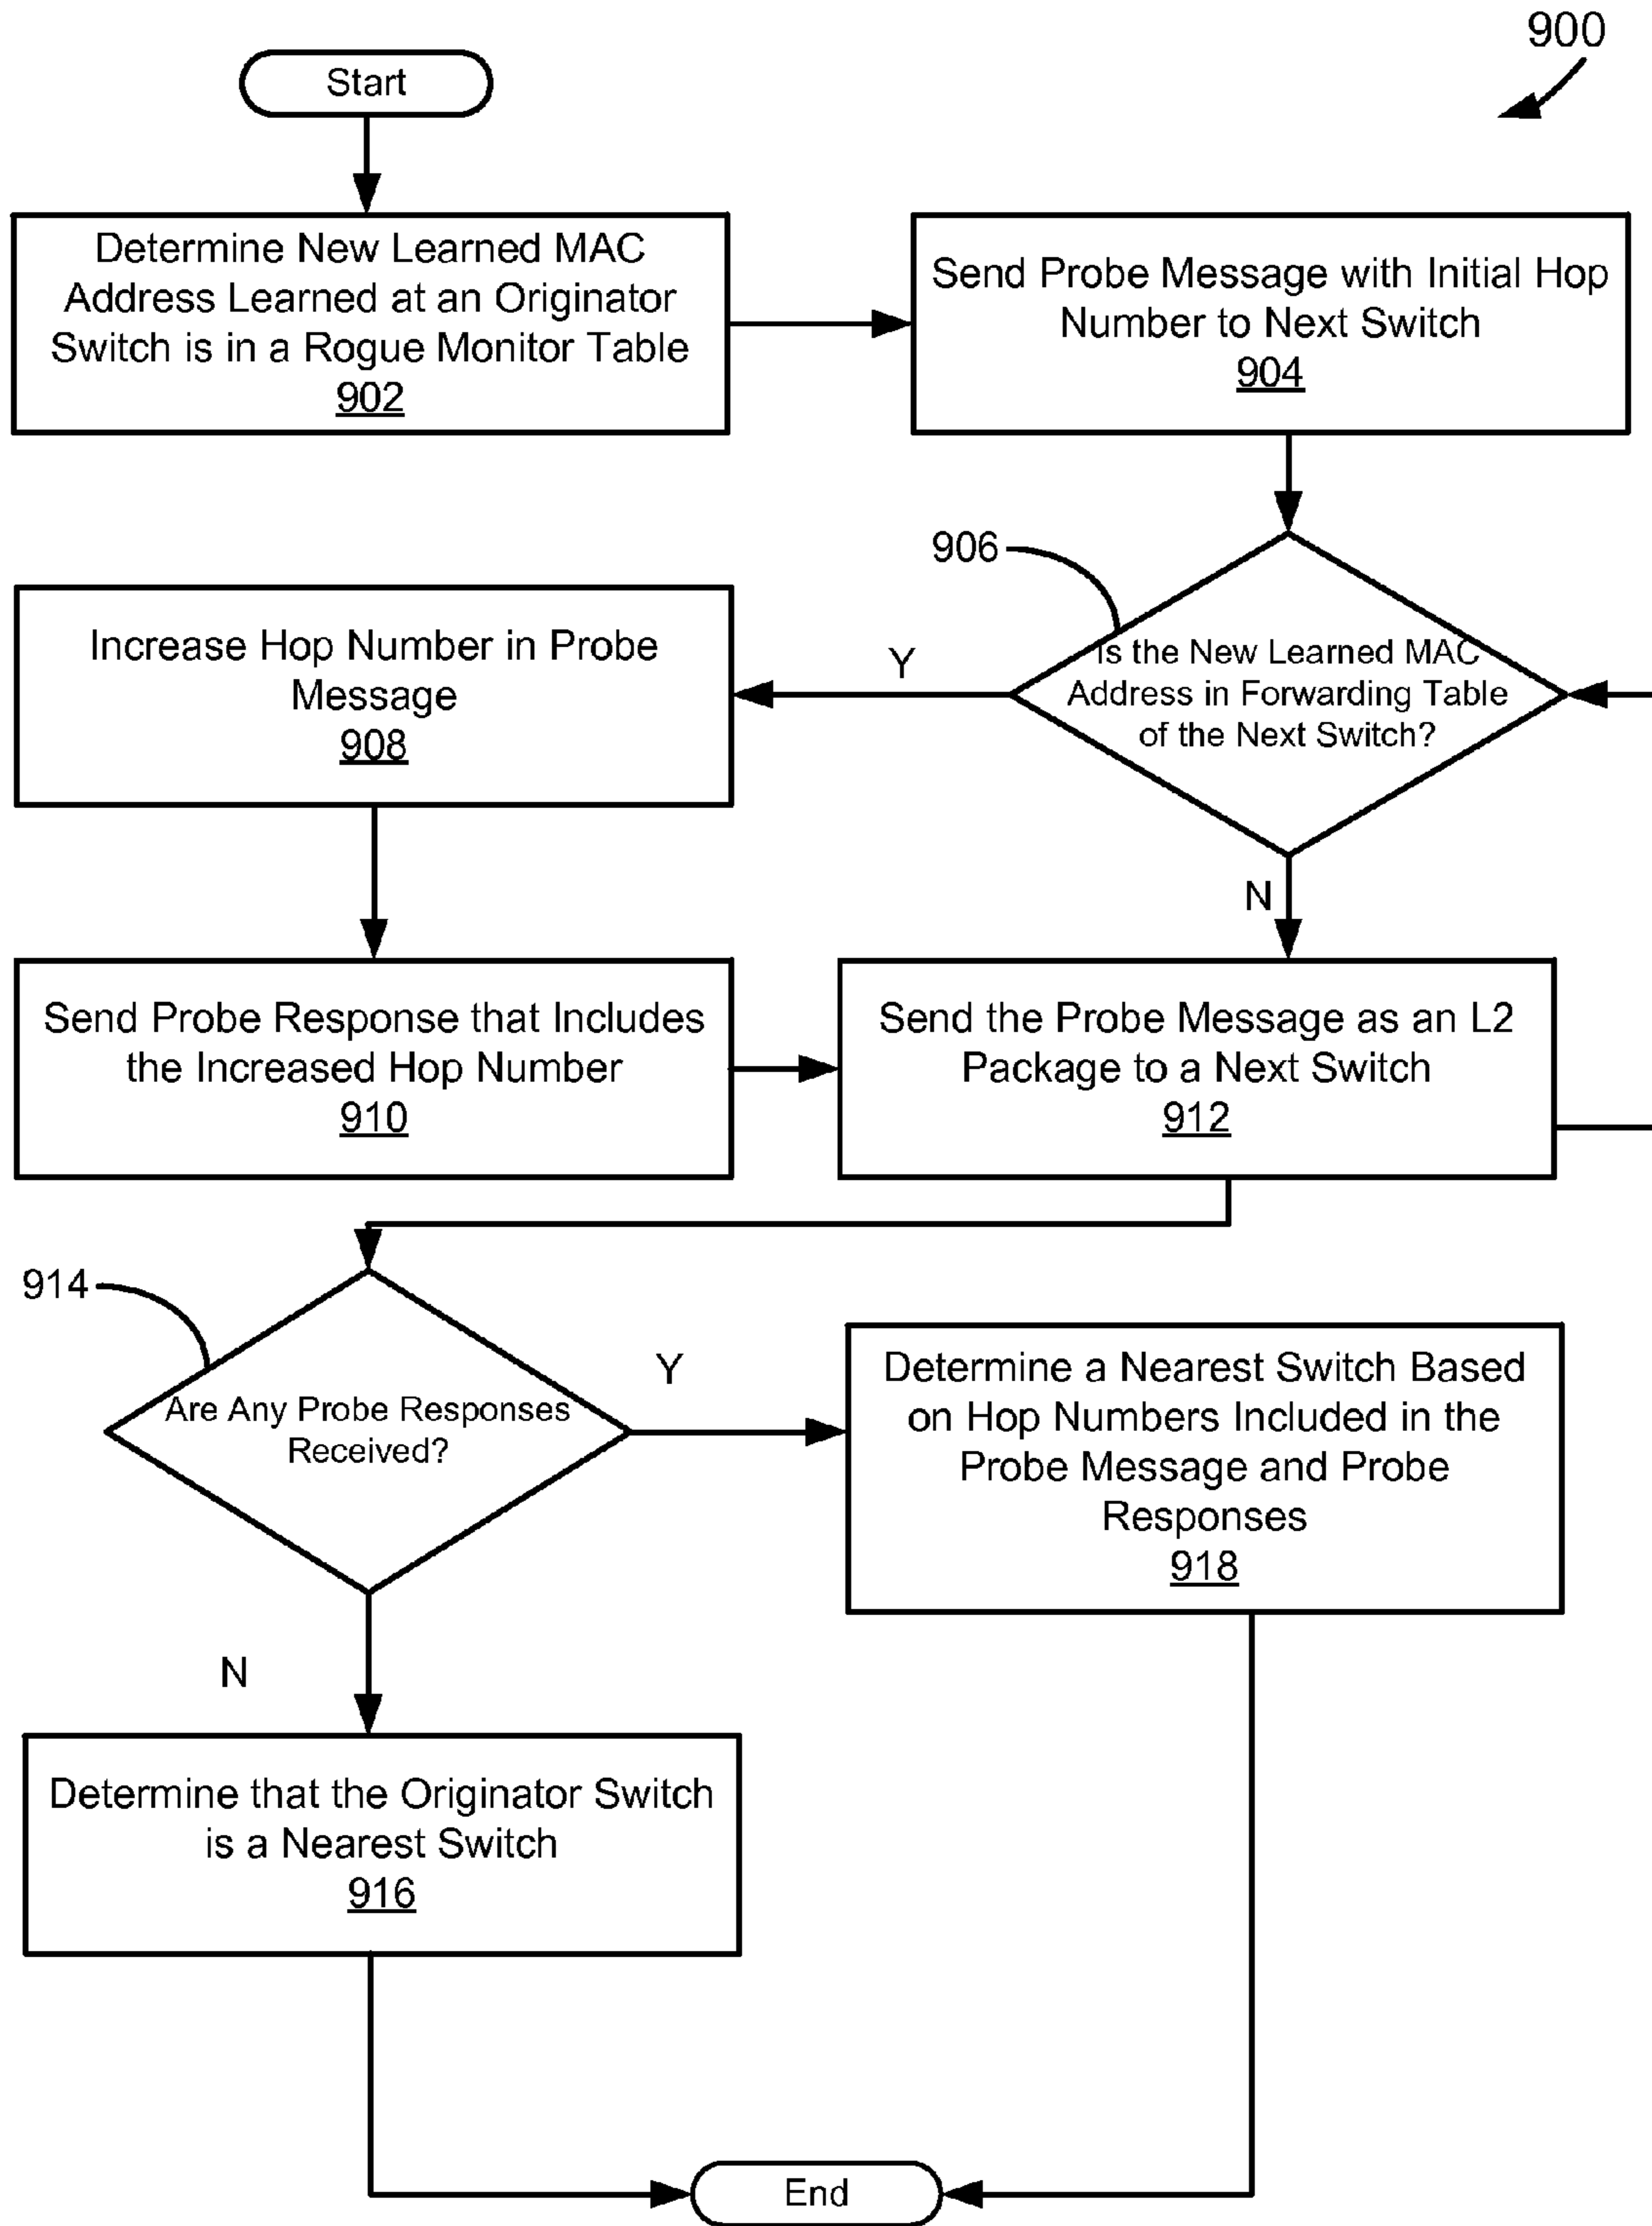 900
Start
Determine New Learned MAC
Address Learned at an Originator
Switch is in a Rogue Monitor Table
902
Send Probe Message with Initial Hop
Number to Next Switch
904
906
Is the New Learned MAC
Address in Forwarding Table
of the Next Switch?
Y
Increase Hop Number in Probe
Message
908
N
Send Probe Response that Includes
the Increased Hop Number
910
Send the Probe Message as an L2
Package to a Next Switch
912
914
Are Any Probe Responses
Received?
Y
Determine a Nearest Switch Based
on Hop Numbers Included in the
Probe Message and Probe
Responses
918
N
Determine that the Originator Switch
is a Nearest Switch
916
End